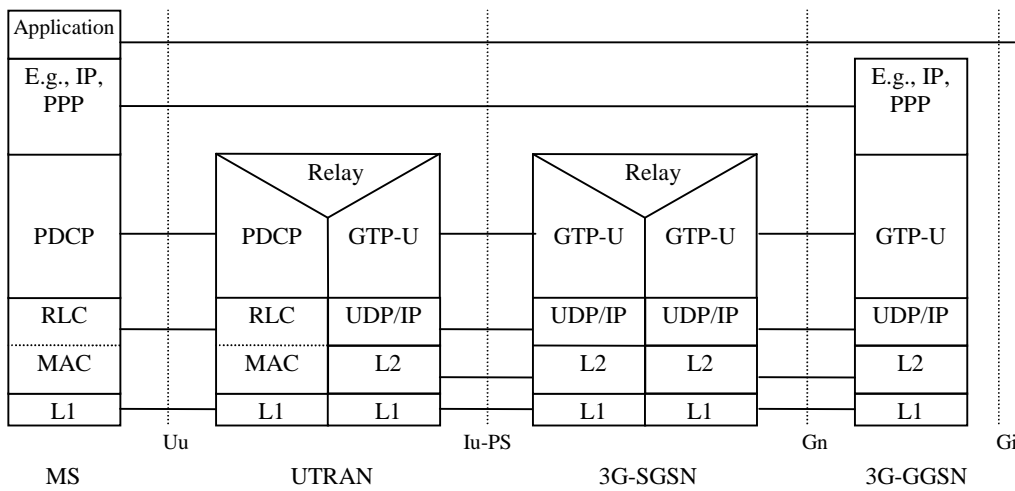 Application
E.g., IP,
PPP
E.g., IP,
PPP
Relay
Relay
PDCP
PDCP
GTP-U
GTP-U
GTP-U
GTP-U
RLC
RLC
UDP/IP
UDP/IP
UDP/IP
UDP/IP
MAC
MAC
L2
L2
L2
L2
L1
L1
L1
L1
L1
L1
Uu
Iu-PS
Gn
Gi
MS
UTRAN
3G-SGSN
3G-GGSN